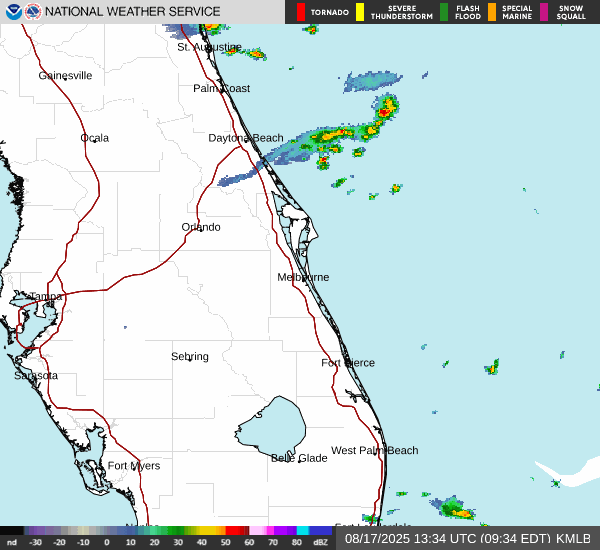 NATIONAL WEATHER SERVICE
TORNADO
SEVERE THUNDERSTORM
FLASH FLOOD
SPECIAL MARINE
SNOW SQUALL
St. Augustine
Gainesville
Palm Coast
Ocala
Daytona Beach
Orlando
Melbourne
Tampa
Sebring
Fort Pierce
Sarasota
West Palm Beach
Belle Glade
Fort Myers
Fort Lauderdale
nd -30 -20 -10 0 10 20 30 40 50 60 70 80 dBZ
08/17/2025 13:34 UTC (09:34 EDT) KMLB